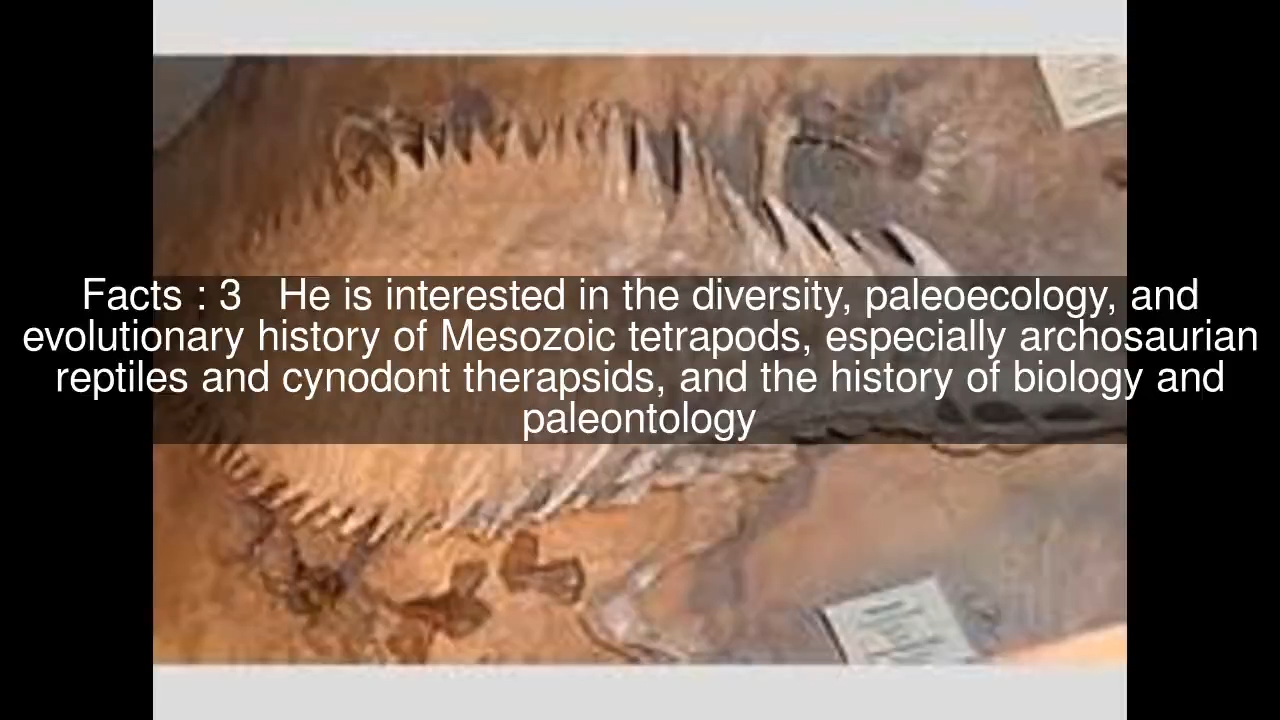 Facts : 3   He is interested in the diversity, paleoecology, and
evolutionary history of Mesozoic tetrapods, especially archosaurian
reptiles and cynodont therapsids, and the history of biology and
paleontology